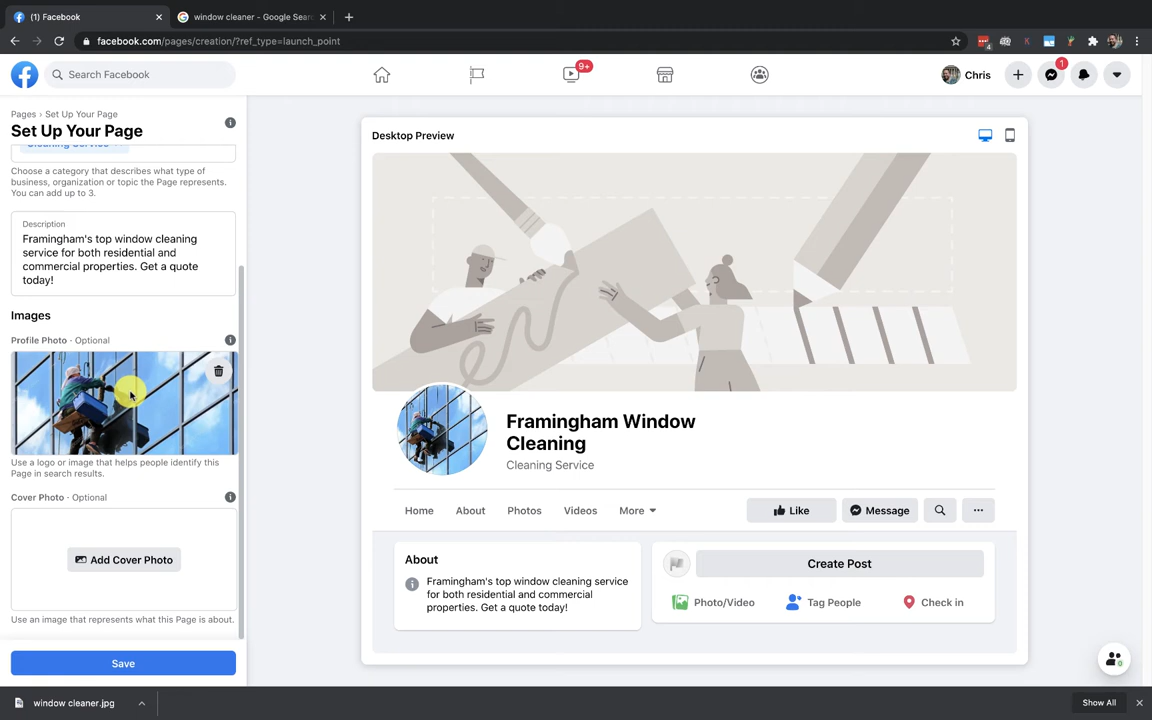 (1) Facebook
window cleaner - Google Sear
facebook.com/pages/creation/?ref_type=launch_point
4
Search Facebook
9+
Chris
1
Pages › Set Up Your Page
Set Up Your Page
Cleaning Service
Choose a category that describes what type of
business, organization or topic the Page represents.
You can add up to 3.
Description
Framingham's top window cleaning
service for both residential and
commercial properties. Get a quote
today!
Images
Profile Photo · Optional
Use a logo or image that helps people identify this
Page in search results.
Cover Photo · Optional
Add Cover Photo
Use an image that represents what this Page is about.
Save
Desktop Preview
Framingham Window
Cleaning
Cleaning Service
Home
About
Photos
Videos
More
Like
Message
About
Framingham's top window cleaning service
for both residential and commercial
properties. Get a quote today!
Create Post
Photo/Video
Tag People
Check in
window cleaner.jpg
Show All